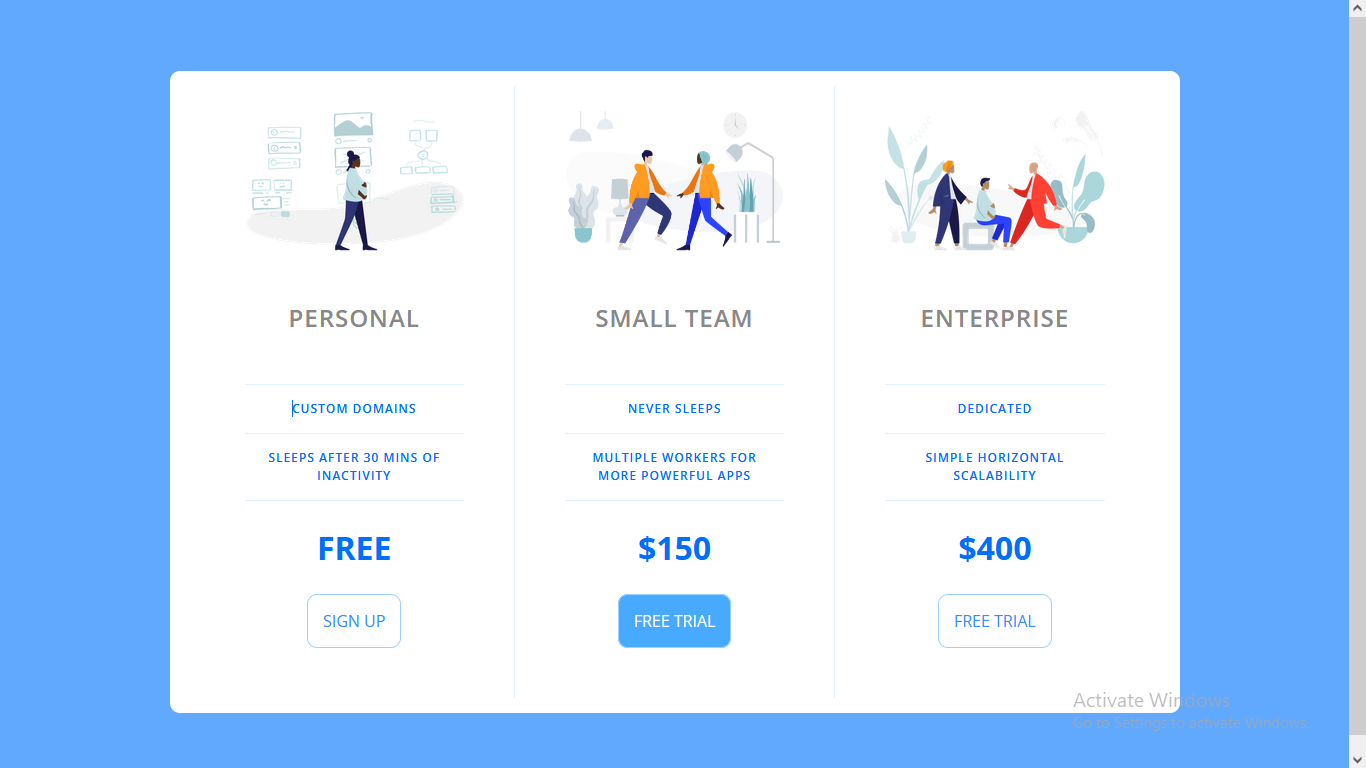 PERSONAL
CUSTOM DOMAINS
SLEEPS AFTER 30 MINS OF
INACTIVITY
FREE
SIGN UP
SMALL TEAM
NEVER SLEEPS
MULTIPLE WORKERS FOR
MORE POWERFUL APPS
$150
FREE TRIAL
ENTERPRISE
DEDICATED
SIMPLE HORIZONTAL
SCALABILITY
$400
FREE TRIAL
Activate Windows
Go to Settings to activate Windows.